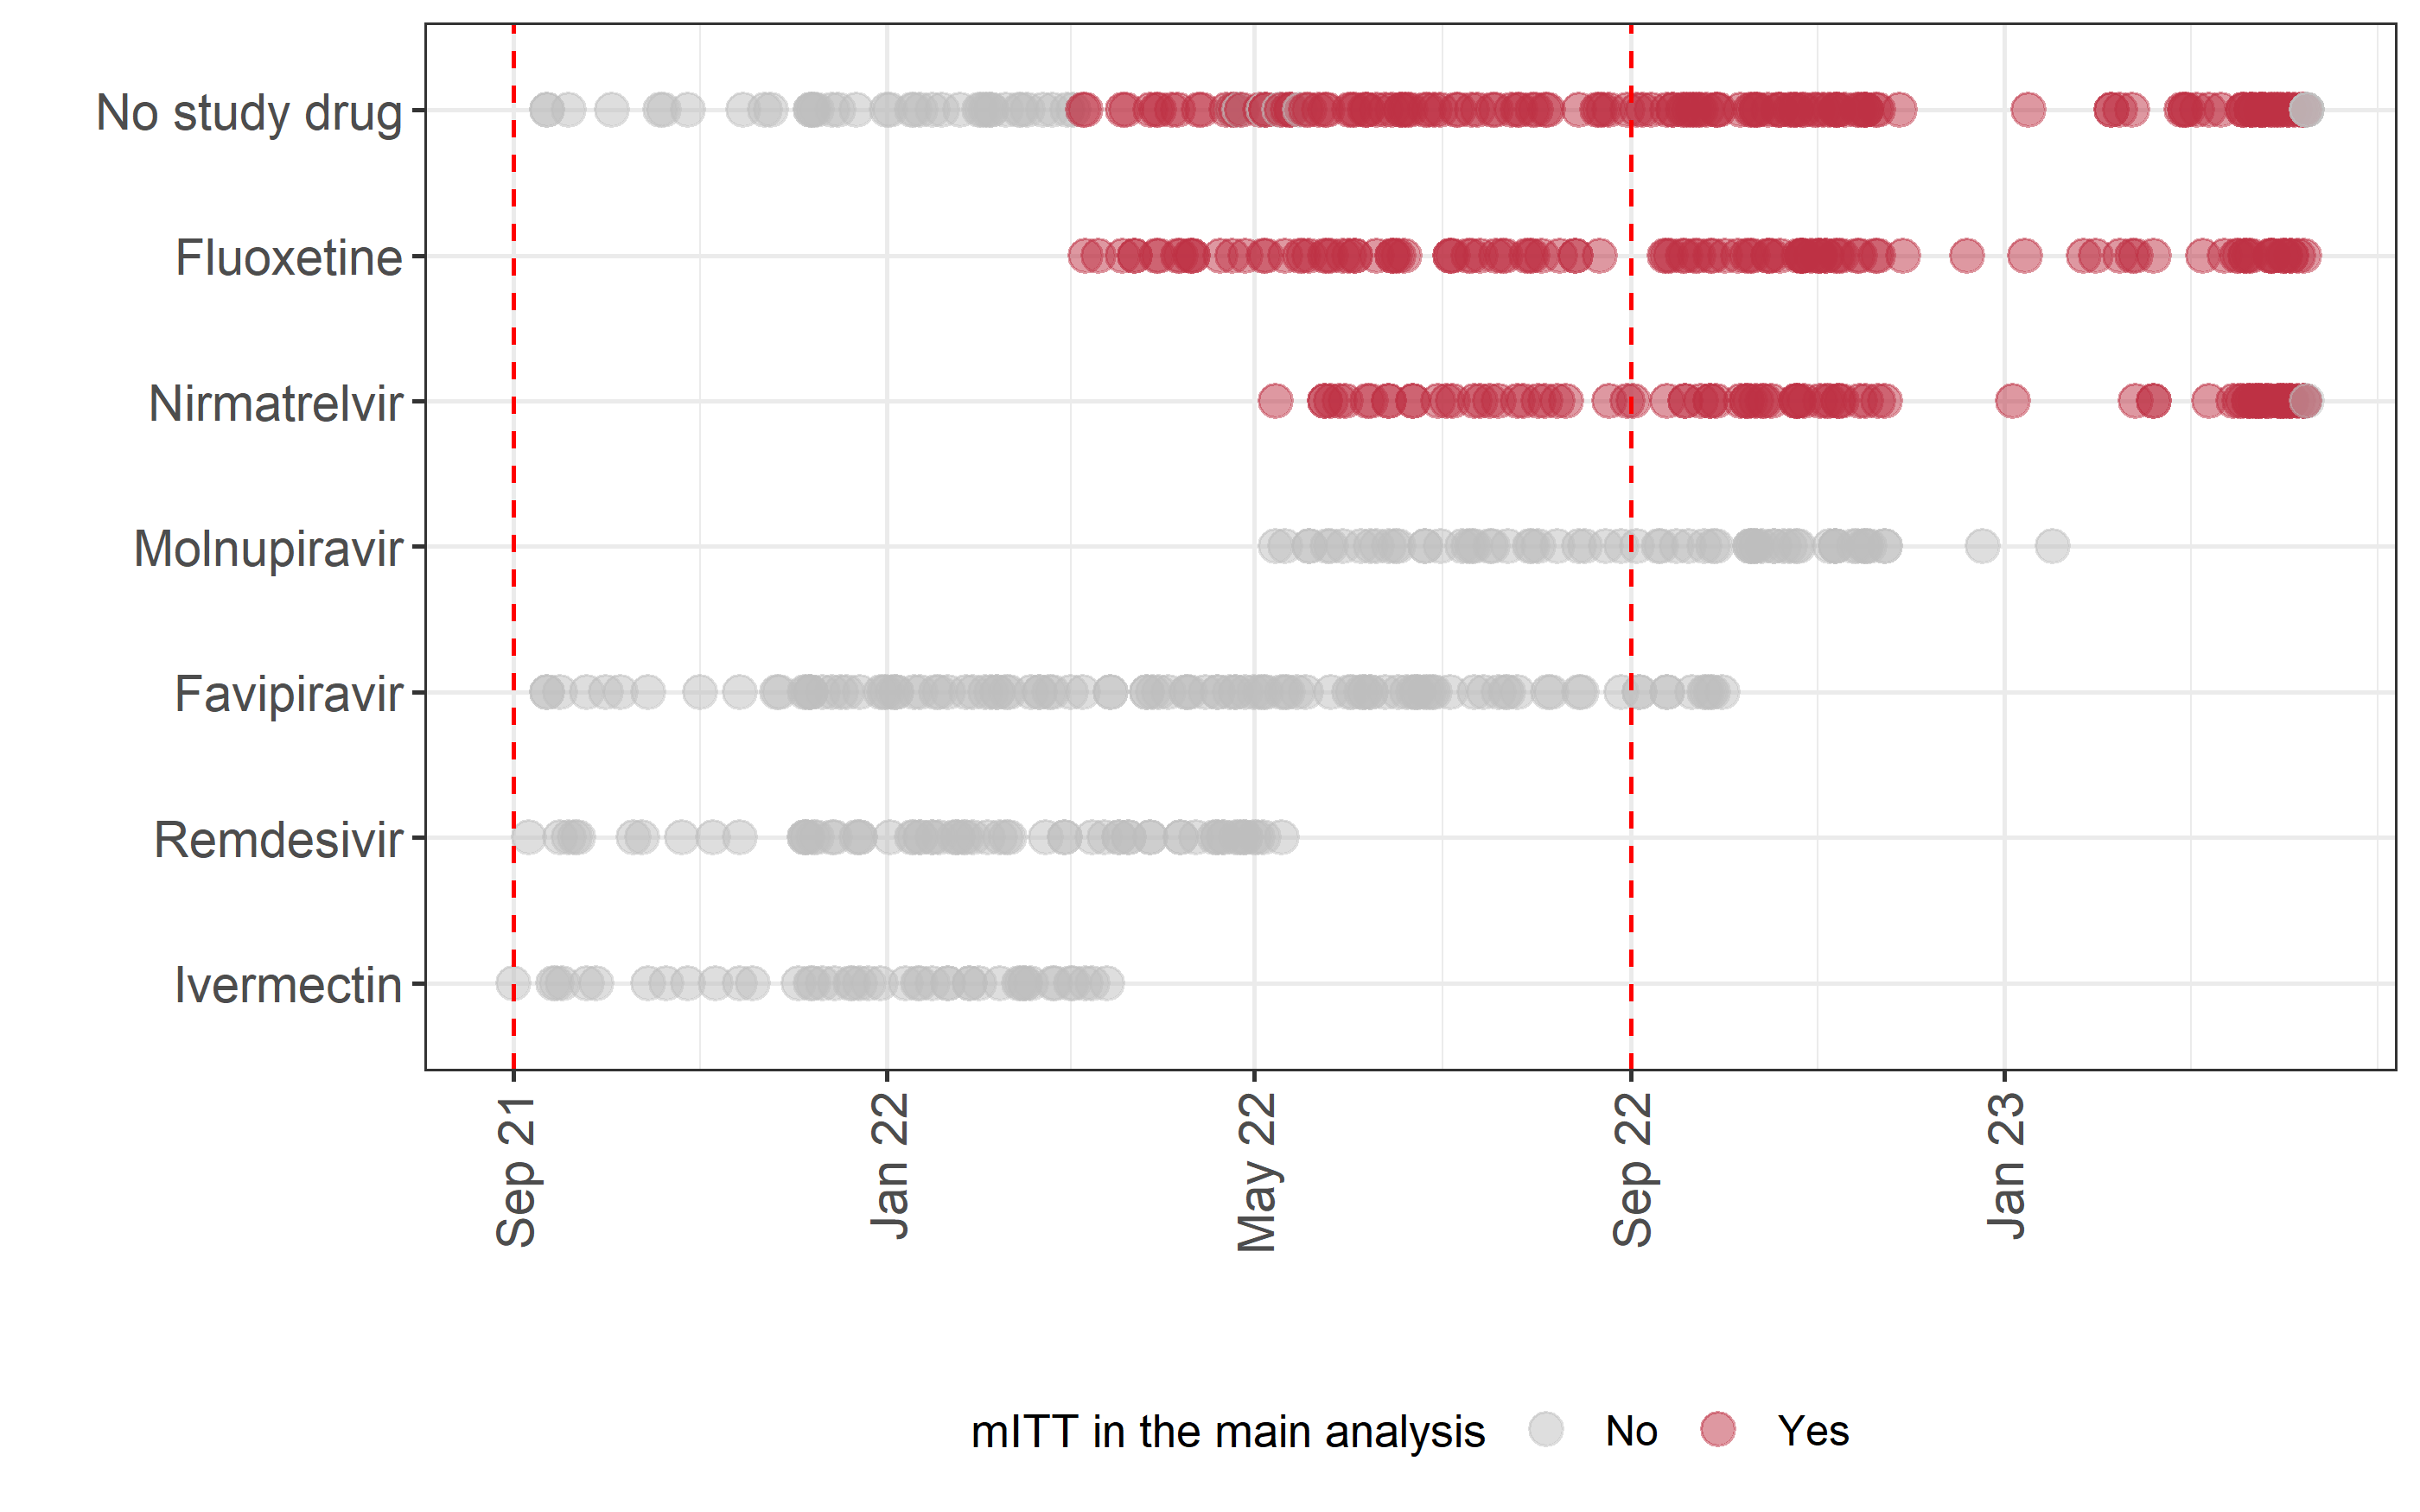 No study drug
Fluoxetine
Nirmatrelvir
Molnupiravir
Favipiravir
Remdesivir
Ivermectin
Sep 21
Jan 22
May 22
Sep 22
Jan 23
mITT in the main analysis No Yes